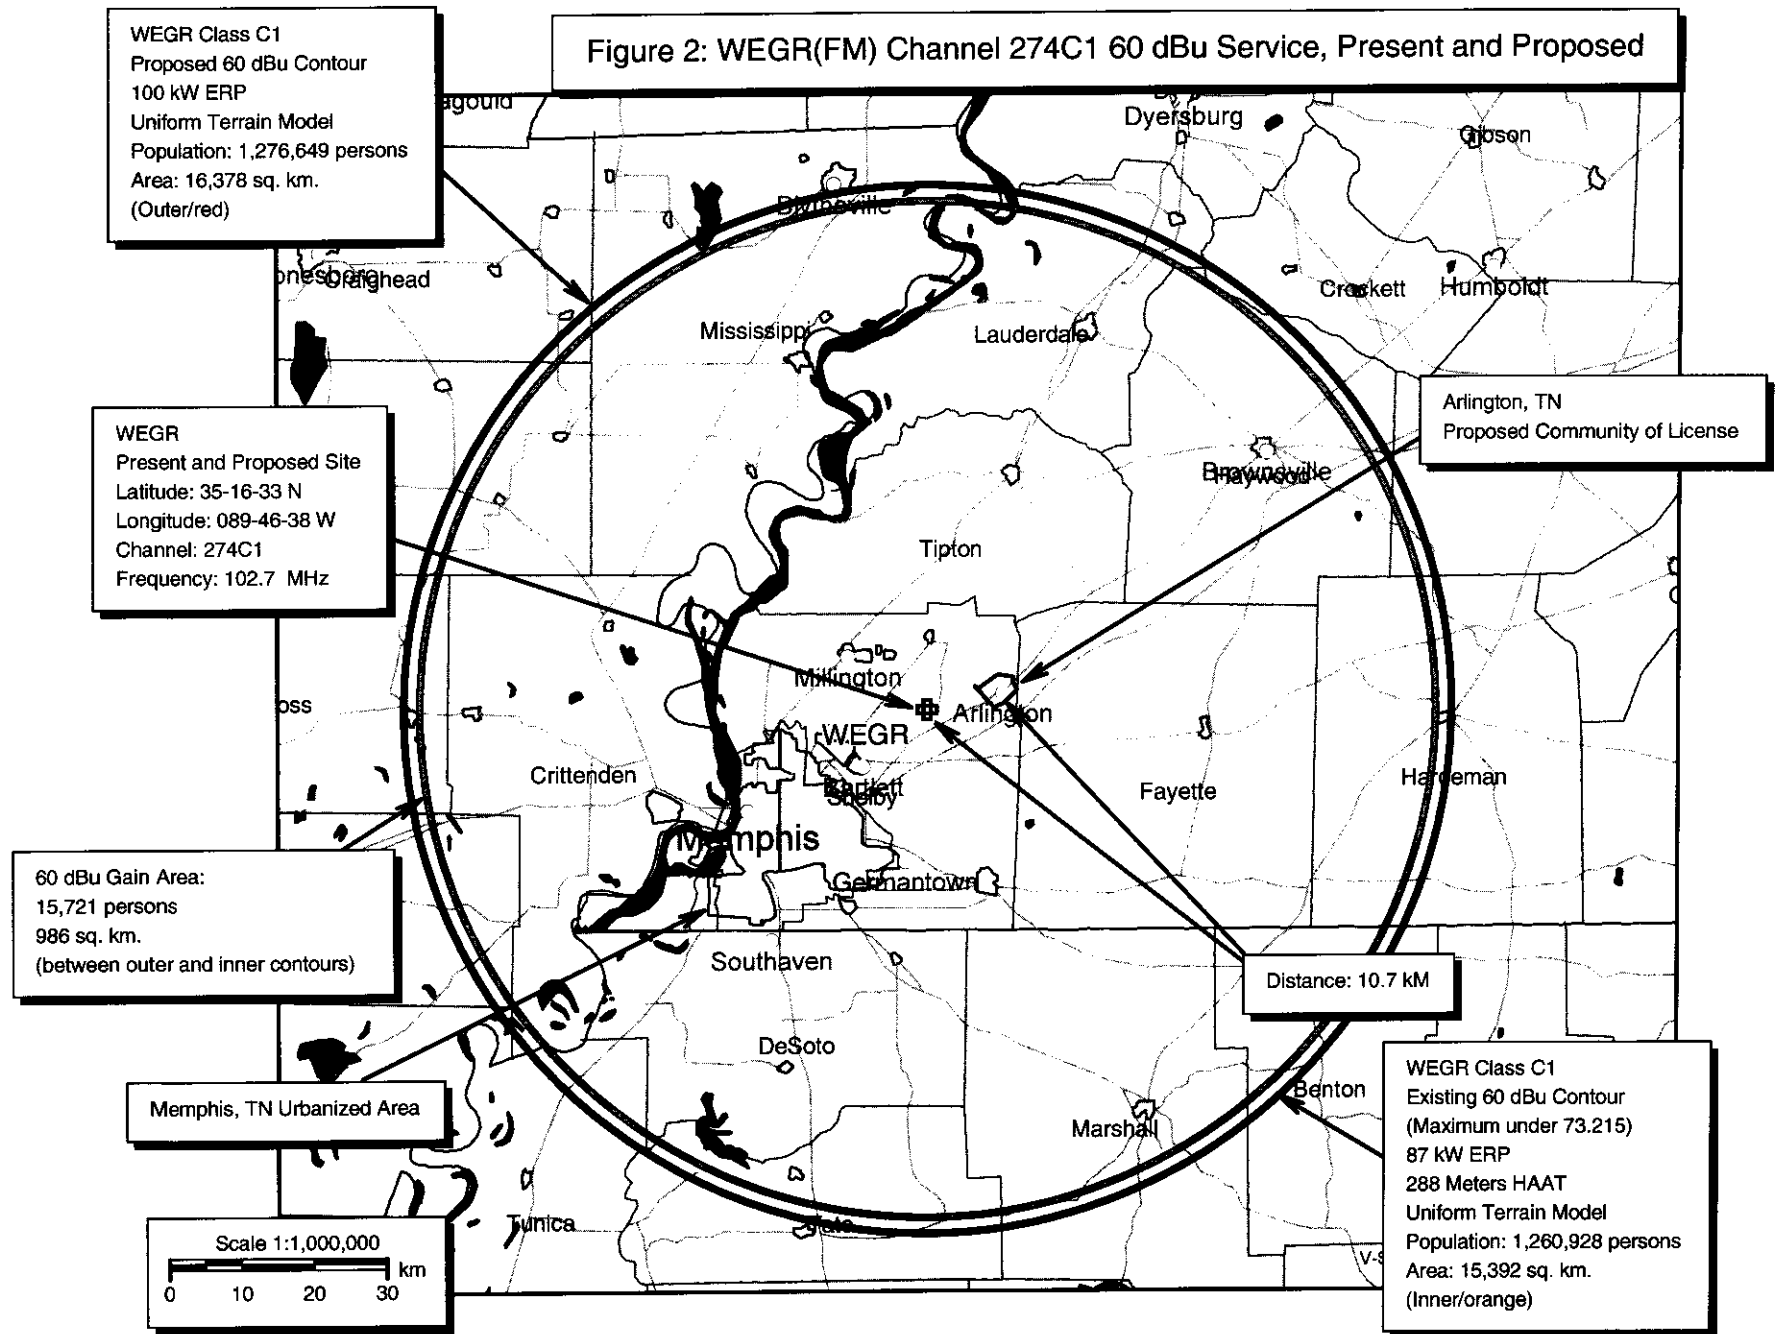 WEGR Class C1
Proposed 60 dBu Contour
100 kW ERP
Uniform Terrain Model
Population: 1,276,649 persons
Area: 16,378 sq. km.
(Outer/red)
Figure 2: WEGR(FM) Channel 274C1 60 dBu Service, Present and Proposed
agould
Dyersburg
Gibson
Blytheville
onesboro
Craighead
Crockett
Humboldt
Mississippi
Lauderdale
Arlington, TN
Proposed Community of License
WEGR
Present and Proposed Site
Latitude: 35-16-33 N
Longitude: 089-46-38 W
Channel: 274C1
Frequency: 102.7 MHz
Brownsville
Haywood
Tipton
Millington
oss
Arlington
WEGR
Crittenden
Bartlett
Shelby
Fayette
Hardeman
Memphis
Germantown
60 dBu Gain Area:
15,721 persons
986 sq. km.
(between outer and inner contours)
Southaven
Distance: 10.7 kM
DeSoto
Memphis, TN Urbanized Area
Benton
Marshall
WEGR Class C1
Existing 60 dBu Contour
(Maximum under 73.215)
87 kW ERP
288 Meters HAAT
Uniform Terrain Model
Population: 1,260,928 persons
Area: 15,392 sq. km.
(Inner/orange)
Tunica
Tate
V-S
Scale 1:1,000,000
km
0 10 20 30